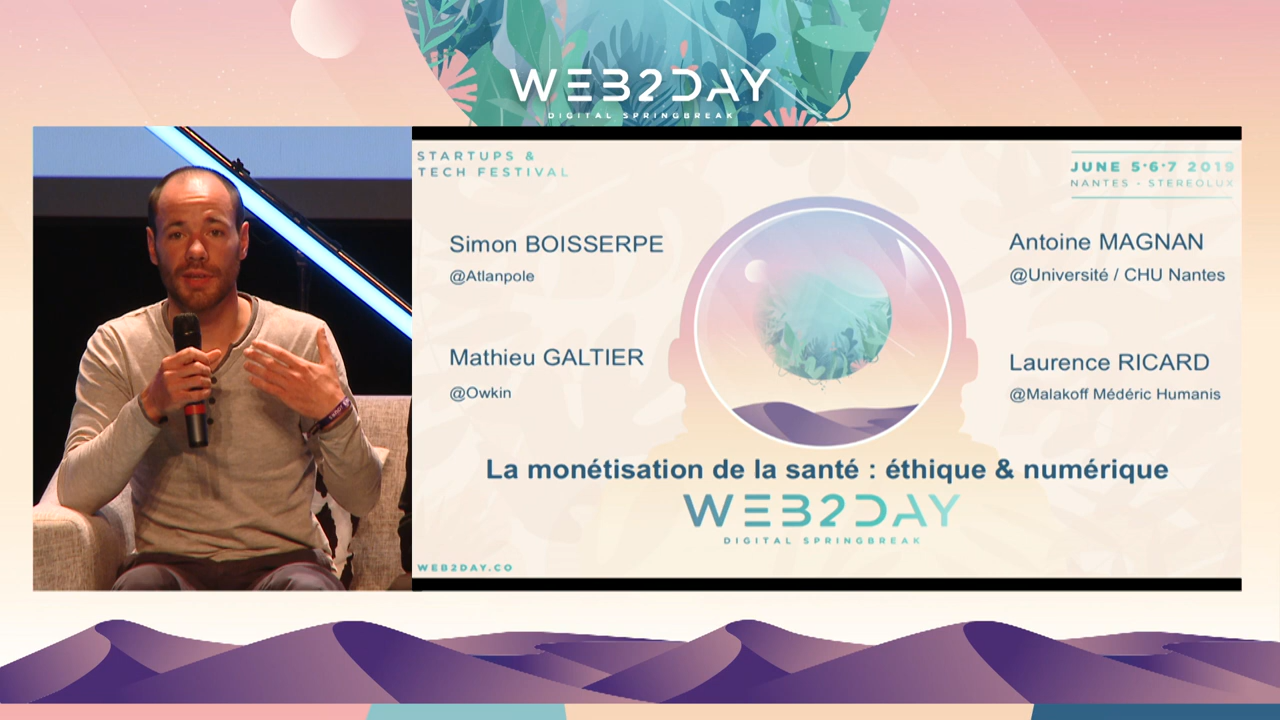 WEB2DAY
DIGITAL SPRINGBREAK
STARTUPS &
TECH FESTIVAL
JUNE 5•6•7 2019
NANTES - STEREOLUX
Simon BOISSERPE
@Atlanpole
Antoine MAGNAN
@Université / CHU Nantes
Mathieu GALTIER
@Owkin
Laurence RICARD
@Malakoff Médéric Humanis
La monétisation de la santé : éthique & numérique
WEB2DAY
DIGITAL SPRINGBREAK
WEB2DAY.CO